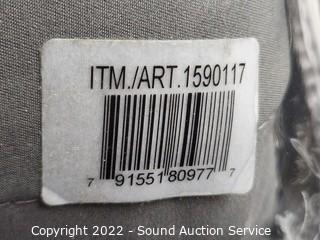 ITM./ART.1590117
7 91551 80977 7
Copyright 2022 - Sound Auction Service